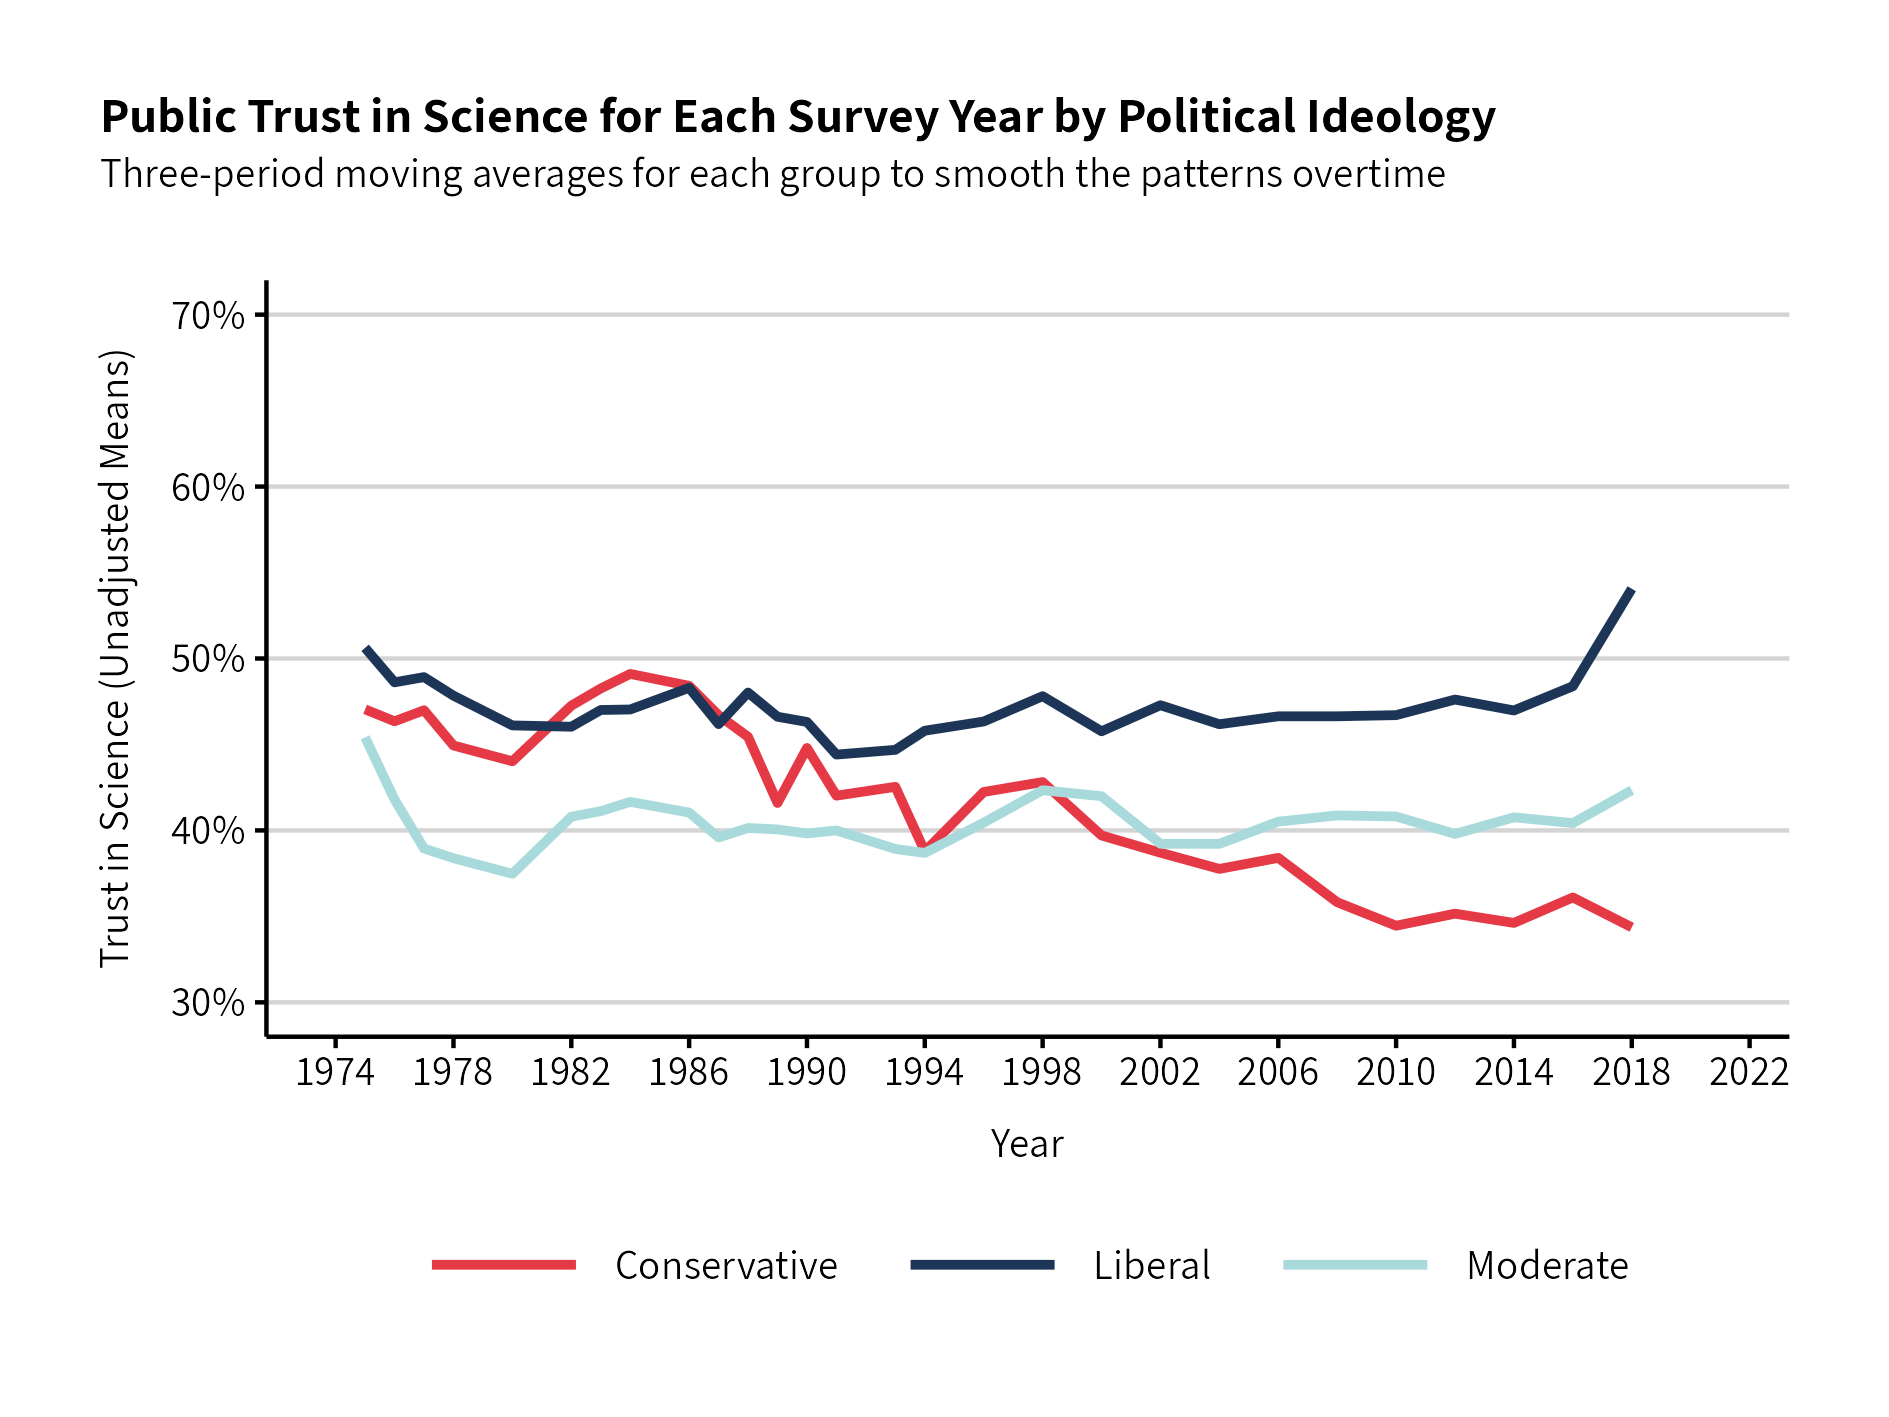 Public Trust in Science for Each Survey Year by Political Ideology
Three-period moving averages for each group to smooth the patterns overtime
Trust in Science (Unadjusted Means)
70%
60%
50%
40%
30%
1974 1978 1982 1986 1990 1994 1998 2002 2006 2010 2014 2018 2022
Year
Conservative Liberal Moderate